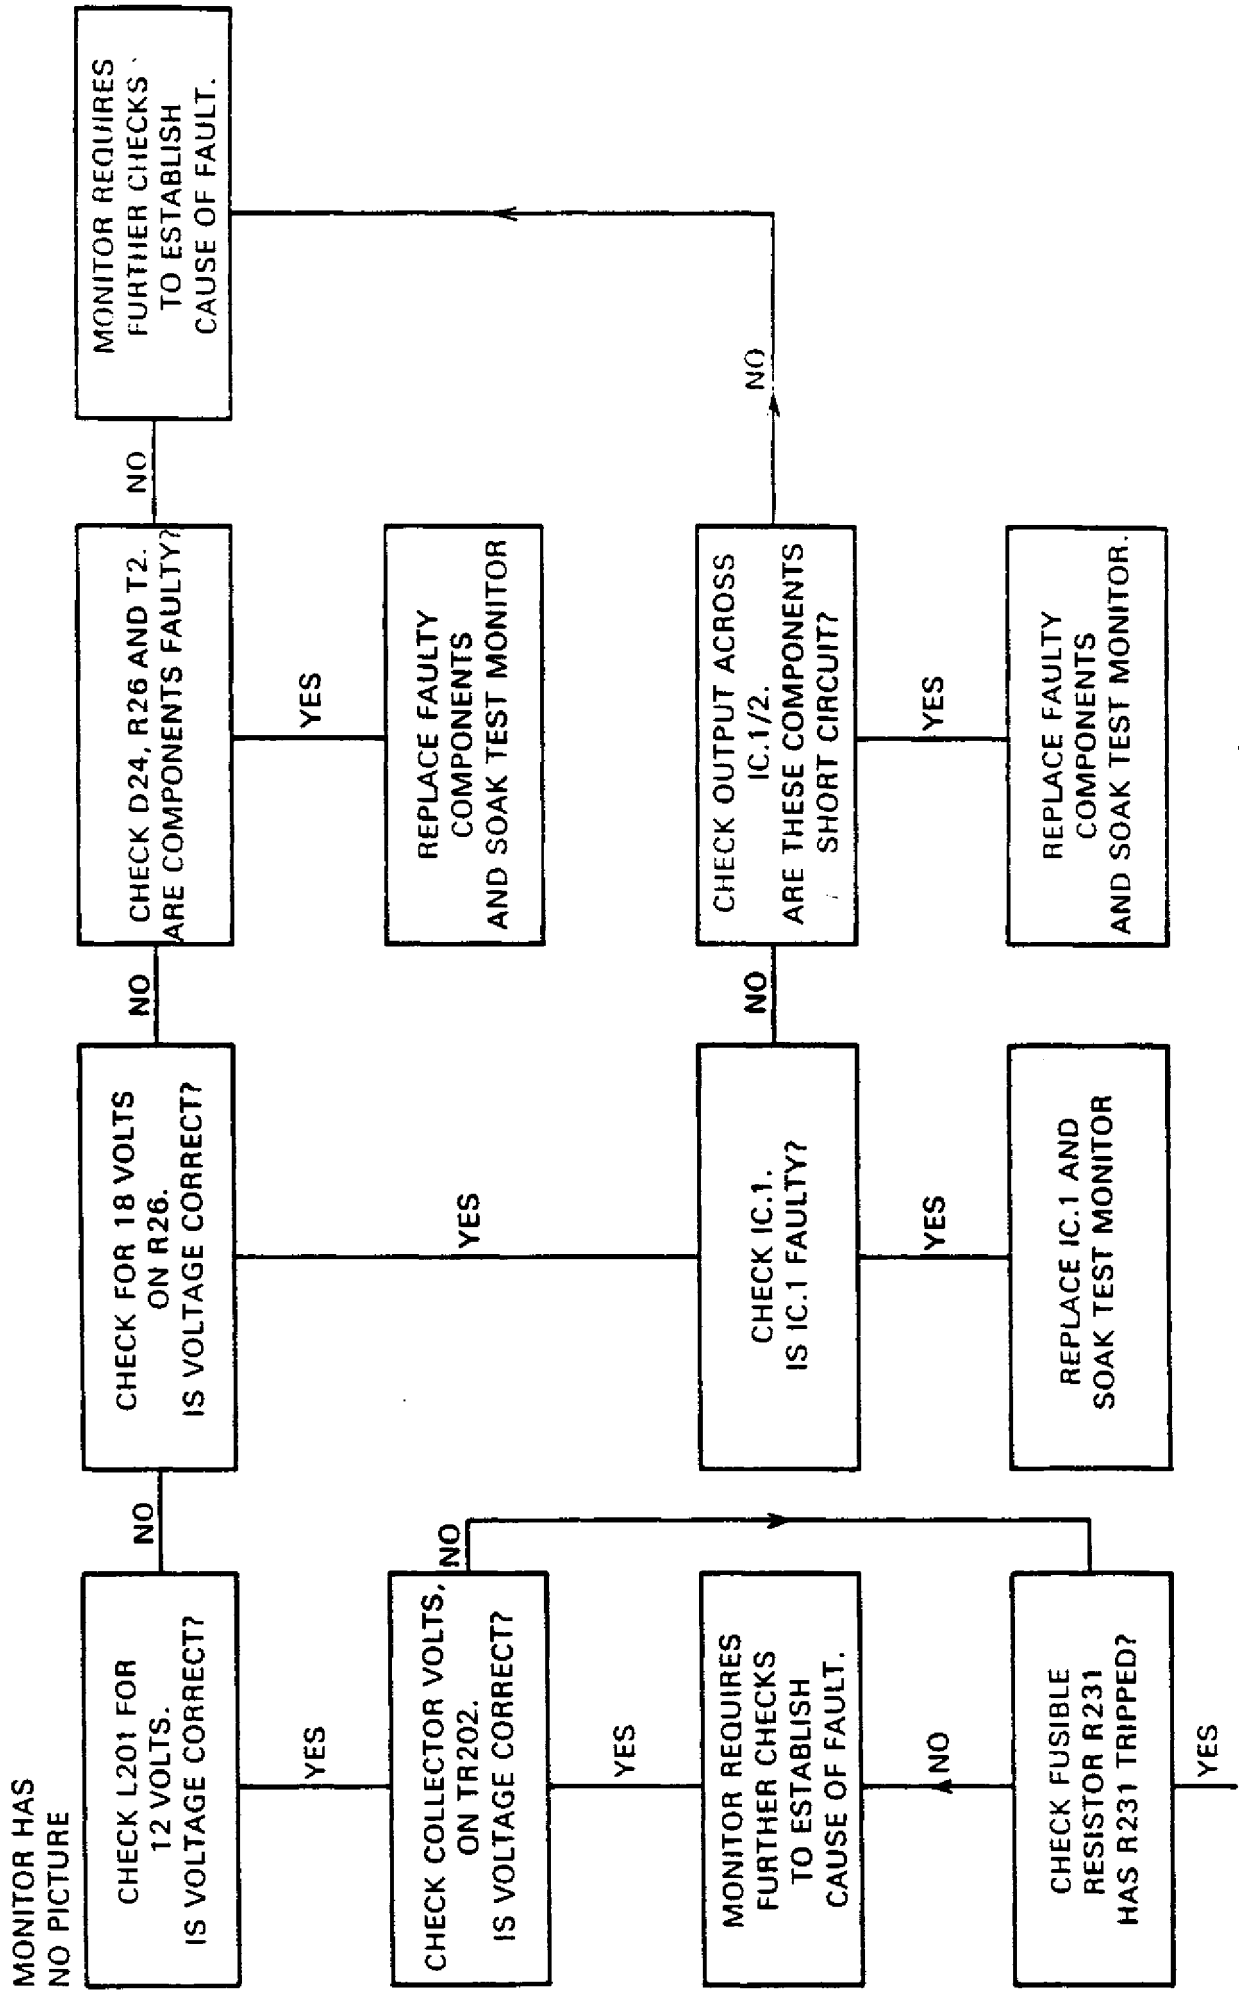 MONITOR HAS
NO PICTURE
CHECK L201 FOR
12 VOLTS.
IS VOLTAGE CORRECT?
NO
CHECK FOR 18 VOLTS
ON R26.
IS VOLTAGE CORRECT?
NO
CHECK D24, R26 AND T2.
ARE COMPONENTS FAULTY?
NO
MONITOR REQUIRES
FURTHER CHECKS
TO ESTABLISH
CAUSE OF FAULT.
YES
YES
YES
CHECK COLLECTOR VOLTS,
ON TR202.
IS VOLTAGE CORRECT?
NO
REPLACE FAULTY
COMPONENTS
AND SOAK TEST MONITOR
YES
MONITOR REQUIRES
FURTHER CHECKS
TO ESTABLISH
CAUSE OF FAULT.
CHECK IC.1.
IS IC.1 FAULTY?
NO
CHECK OUTPUT ACROSS
IC.1/2.
ARE THESE COMPONENTS
SHORT CIRCUIT?
NO
NO
YES
YES
CHECK FUSIBLE
RESISTOR R231
HAS R231 TRIPPED?
REPLACE IC.1 AND
SOAK TEST MONITOR
REPLACE FAULTY
COMPONENTS
AND SOAK TEST MONITOR.
YES